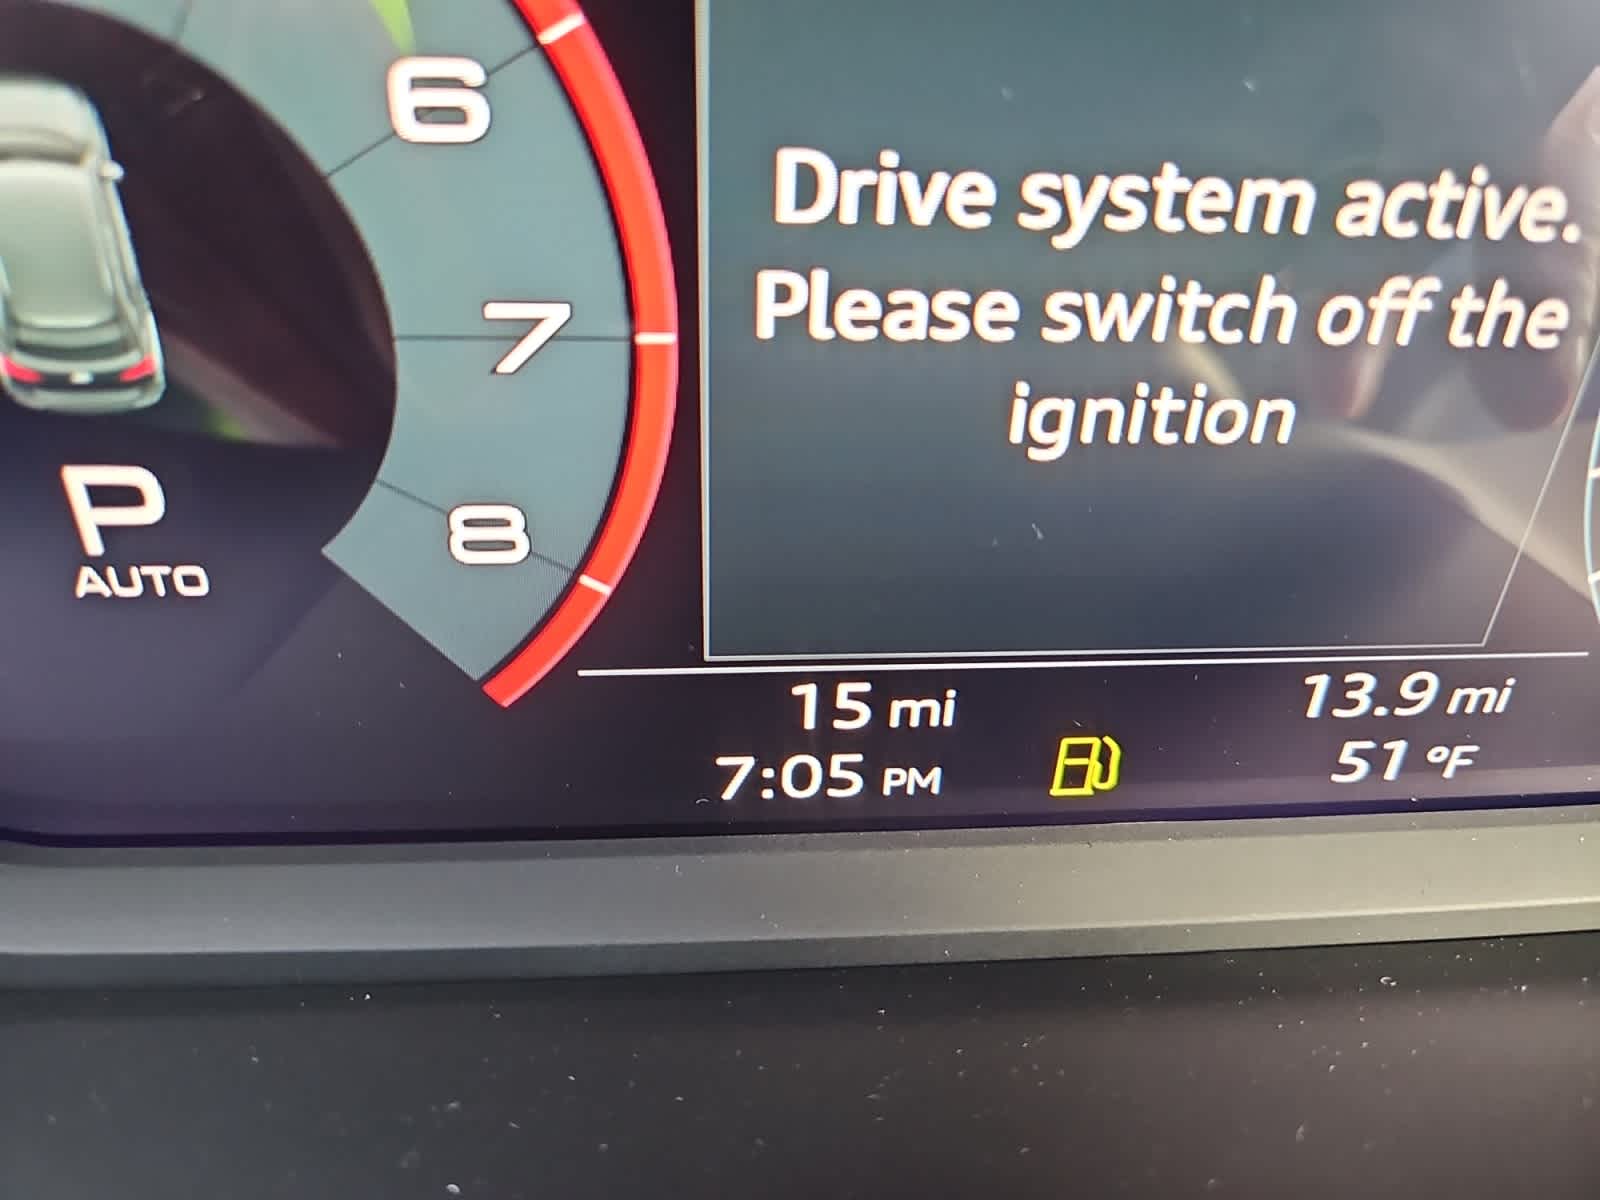 6
7
8
P
AUTO
Drive system active.
Please switch off the
ignition
15 mi
13.9 mi
7:05 PM
51 °F